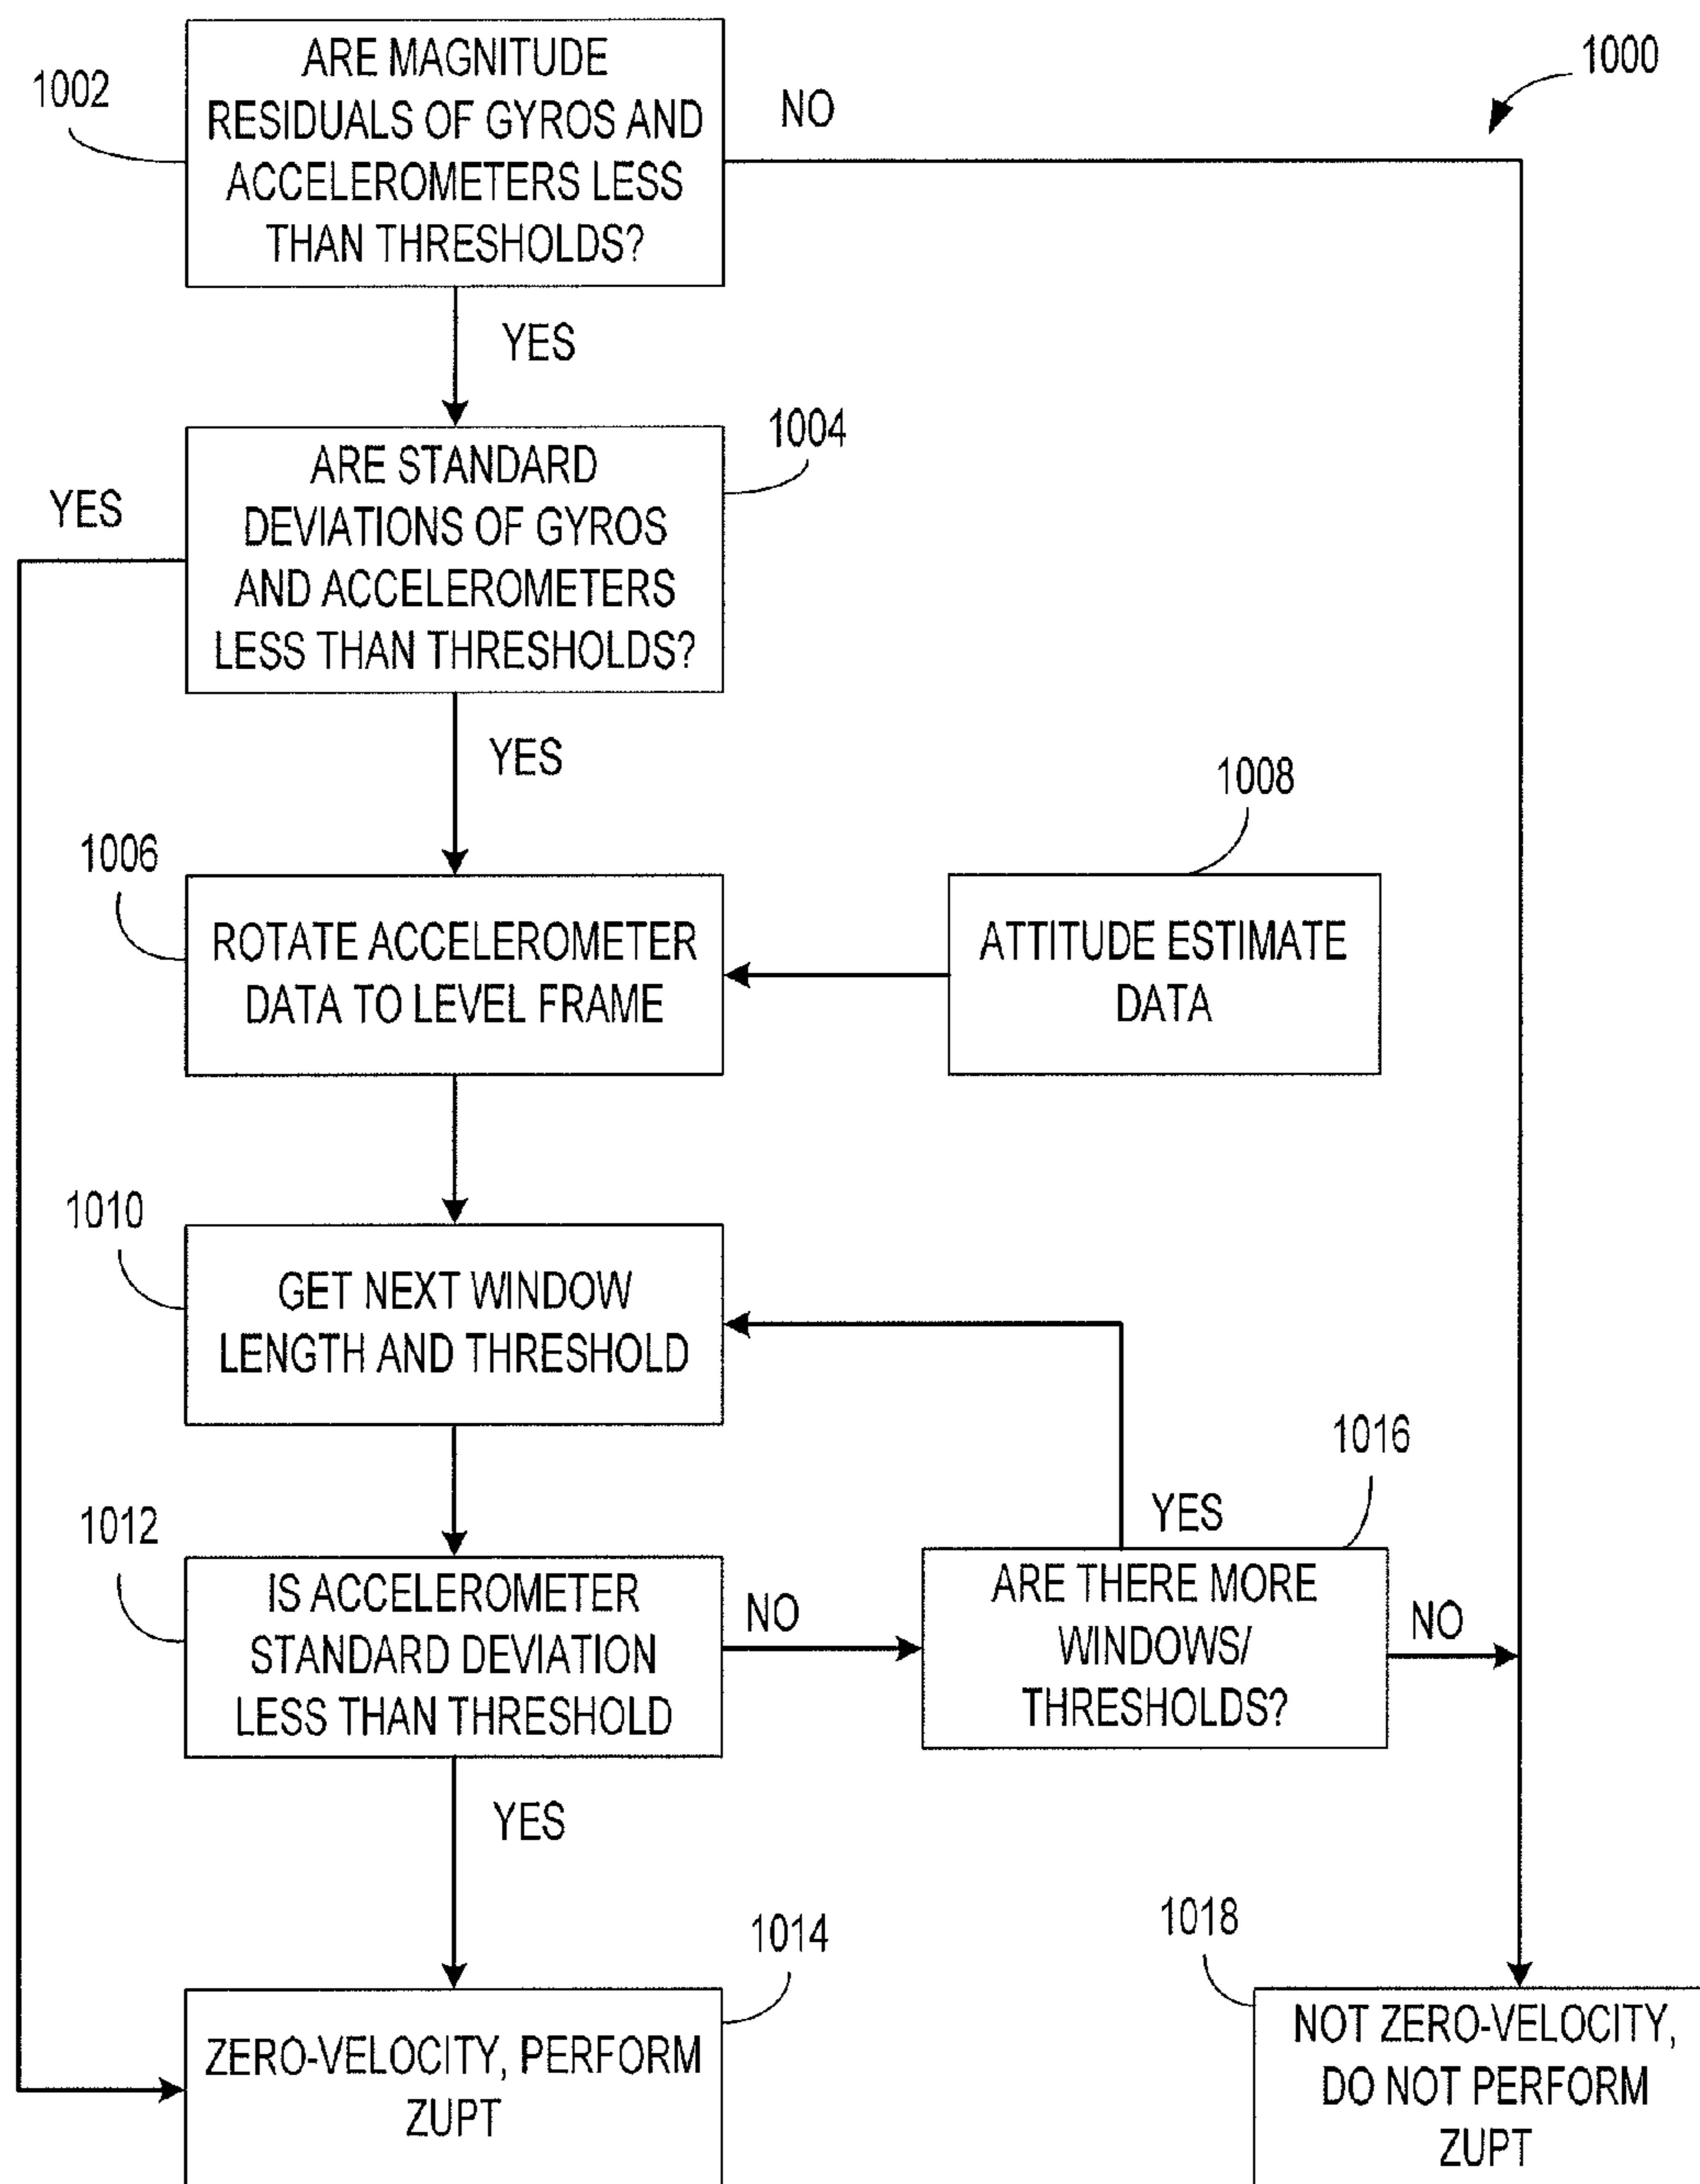 1000
1002
ARE MAGNITUDE
RESIDUALS OF GYROS AND
ACCELEROMETERS LESS
THAN THRESHOLDS?
NO
YES
1004
ARE STANDARD
DEVIATIONS OF GYROS
AND ACCELEROMETERS
LESS THAN THRESHOLDS?
YES
YES
1006
ROTATE ACCELEROMETER
DATA TO LEVEL FRAME
1008
ATTITUDE ESTIMATE
DATA
1010
GET NEXT WINDOW
LENGTH AND THRESHOLD
1012
IS ACCELEROMETER
STANDARD DEVIATION
LESS THAN THRESHOLD
NO
1016
YES
ARE THERE MORE
WINDOWS/
THRESHOLDS?
NO
YES
1014
ZERO-VELOCITY, PERFORM
ZUPT
1018
NOT ZERO-VELOCITY,
DO NOT PERFORM
ZUPT